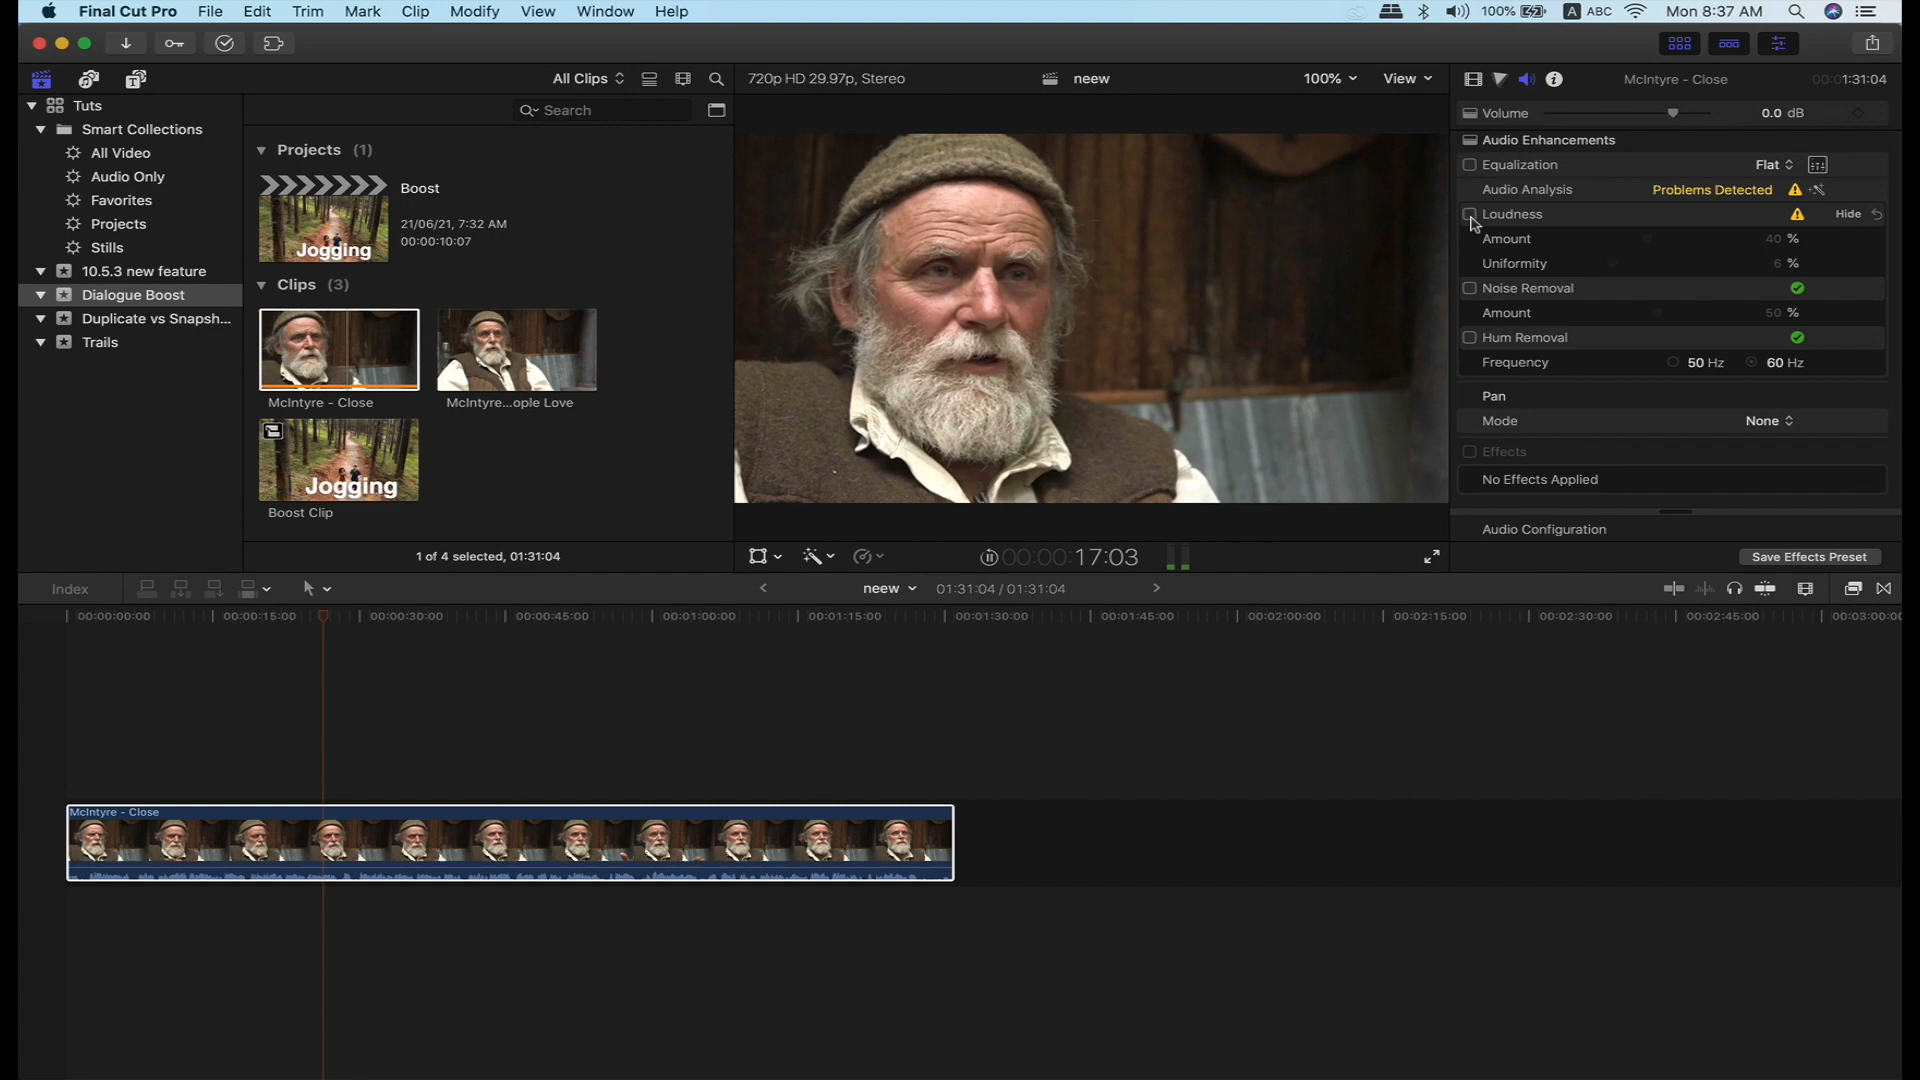 Final Cut Pro File Edit Trim Mark Clip Modify View Window Help 100% A ABC Mon 8:37 AM
All Clips 720p HD 29.97p, Stereo neew 100% View McIntyre - Close 1:31:04
Tuts
Smart Collections
All Video
Audio Only
Favorites
Projects
Stills
10.5.3 new feature
Dialogue Boost
Duplicate vs Snapsh...
Trails
Search
Projects (1)
Jogging
Boost
21/06/21, 7:32 AM
00:00:10:07
Clips (3)
McIntyre - Close
McIntyre...ople Love
Jogging
Boost Clip
1 of 4 selected, 01:31:04
00:00:17:03
Volume 0.0 dB
Audio Enhancements
Equalization Flat
Audio Analysis Problems Detected
Loudness Hide
Amount 40 %
Uniformity 6 %
Noise Removal
Amount 50 %
Hum Removal
Frequency 50 Hz 60 Hz
Pan
Mode None
Effects
No Effects Applied
Audio Configuration
Save Effects Preset
Index neew 01:31:04 / 01:31:04
00:00:00:00 00:00:15:00 00:00:30:00 00:00:45:00 00:01:00:00 00:01:15:00 00:01:30:00 00:01:45:00 00:02:00:00 00:02:15:00 00:02:30:00 00:02:45:00 00:03:00:00
McIntyre - Close